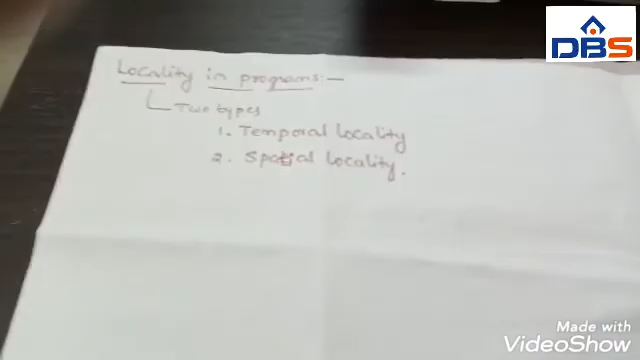 DBS
Locality in programs:-
Two types
1. Temporal locality
2. Spatial locality.
Made with
VideoShow